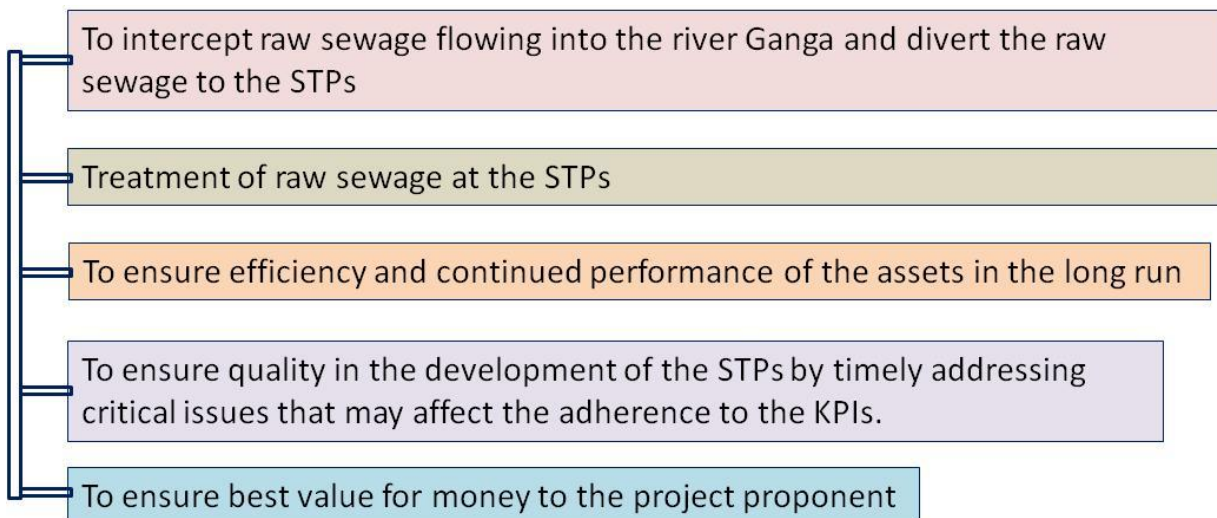 To intercept raw sewage flowing into the river Ganga and divert the raw
sewage to the STPs
Treatment of raw sewage at the STPs
To ensure efficiency and continued performance of the assets in the long run
To ensure quality in the development of the STPs by timely addressing
critical issues that may affect the adherence to the KPIs.
To ensure best value for money to the project proponent